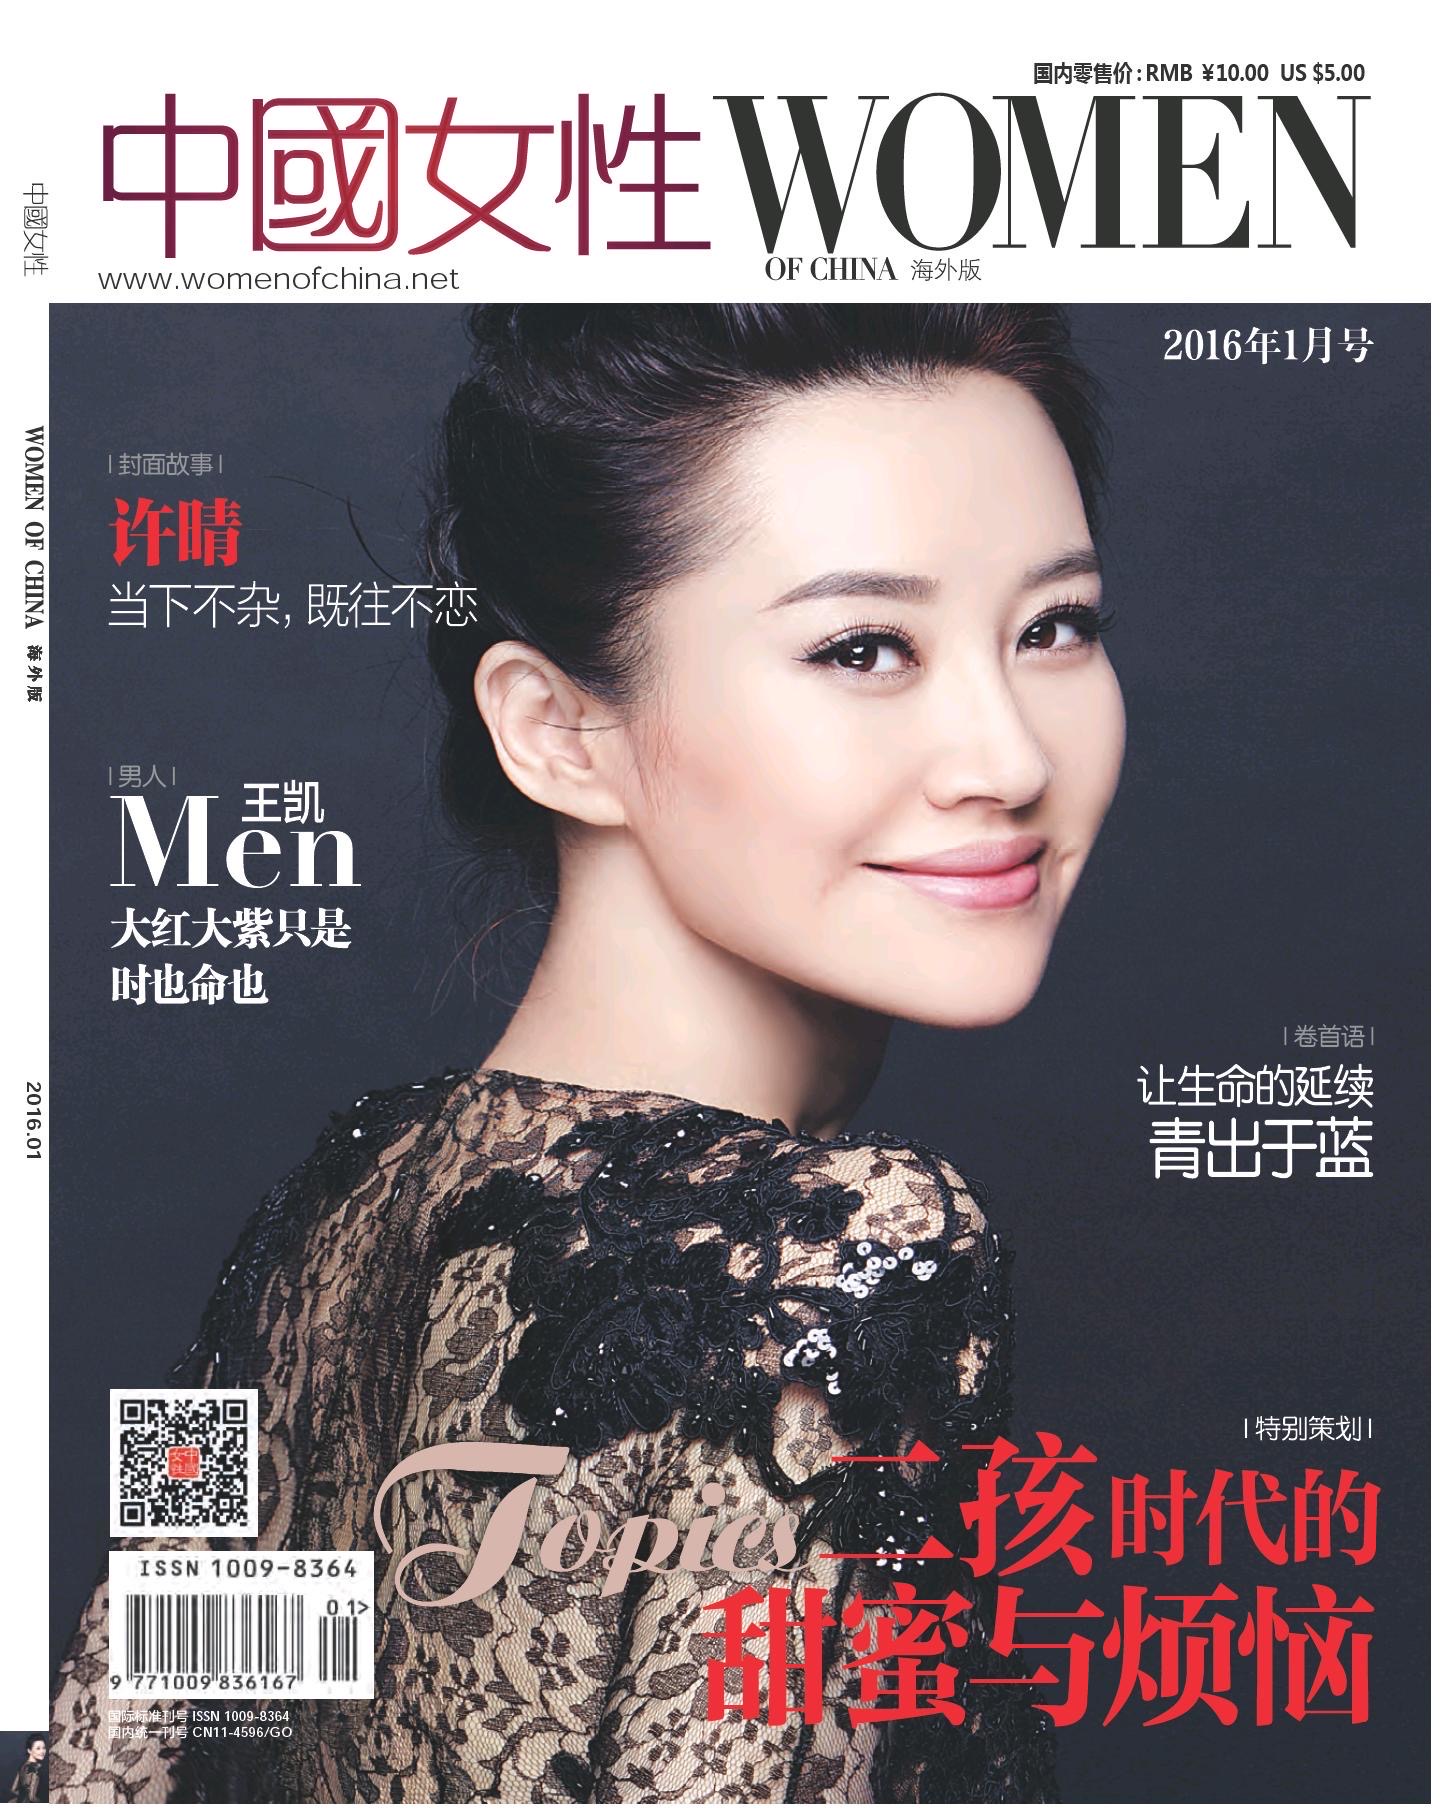 国内零售价:RMB ¥10.00 US $5.00
中國女性 WOMEN
OF CHINA 海外版
www.womenofchina.net
2016年1月号
中國女性
WOMEN OF CHINA 海外版
2016.01
|封面故事|
许晴
当下不杂,既往不恋
|男人|
王凯
Men
大红大紫只是
时也命也
|卷首语|
让生命的延续
青出于蓝
|特别策划|
Topics
二孩时代的
甜蜜与烦恼
中國女性
ISSN 1009-8364
01>
9 771009 836167
国际标准刊号 ISSN 1009-8364
国内统一刊号 CN11-4596/GO